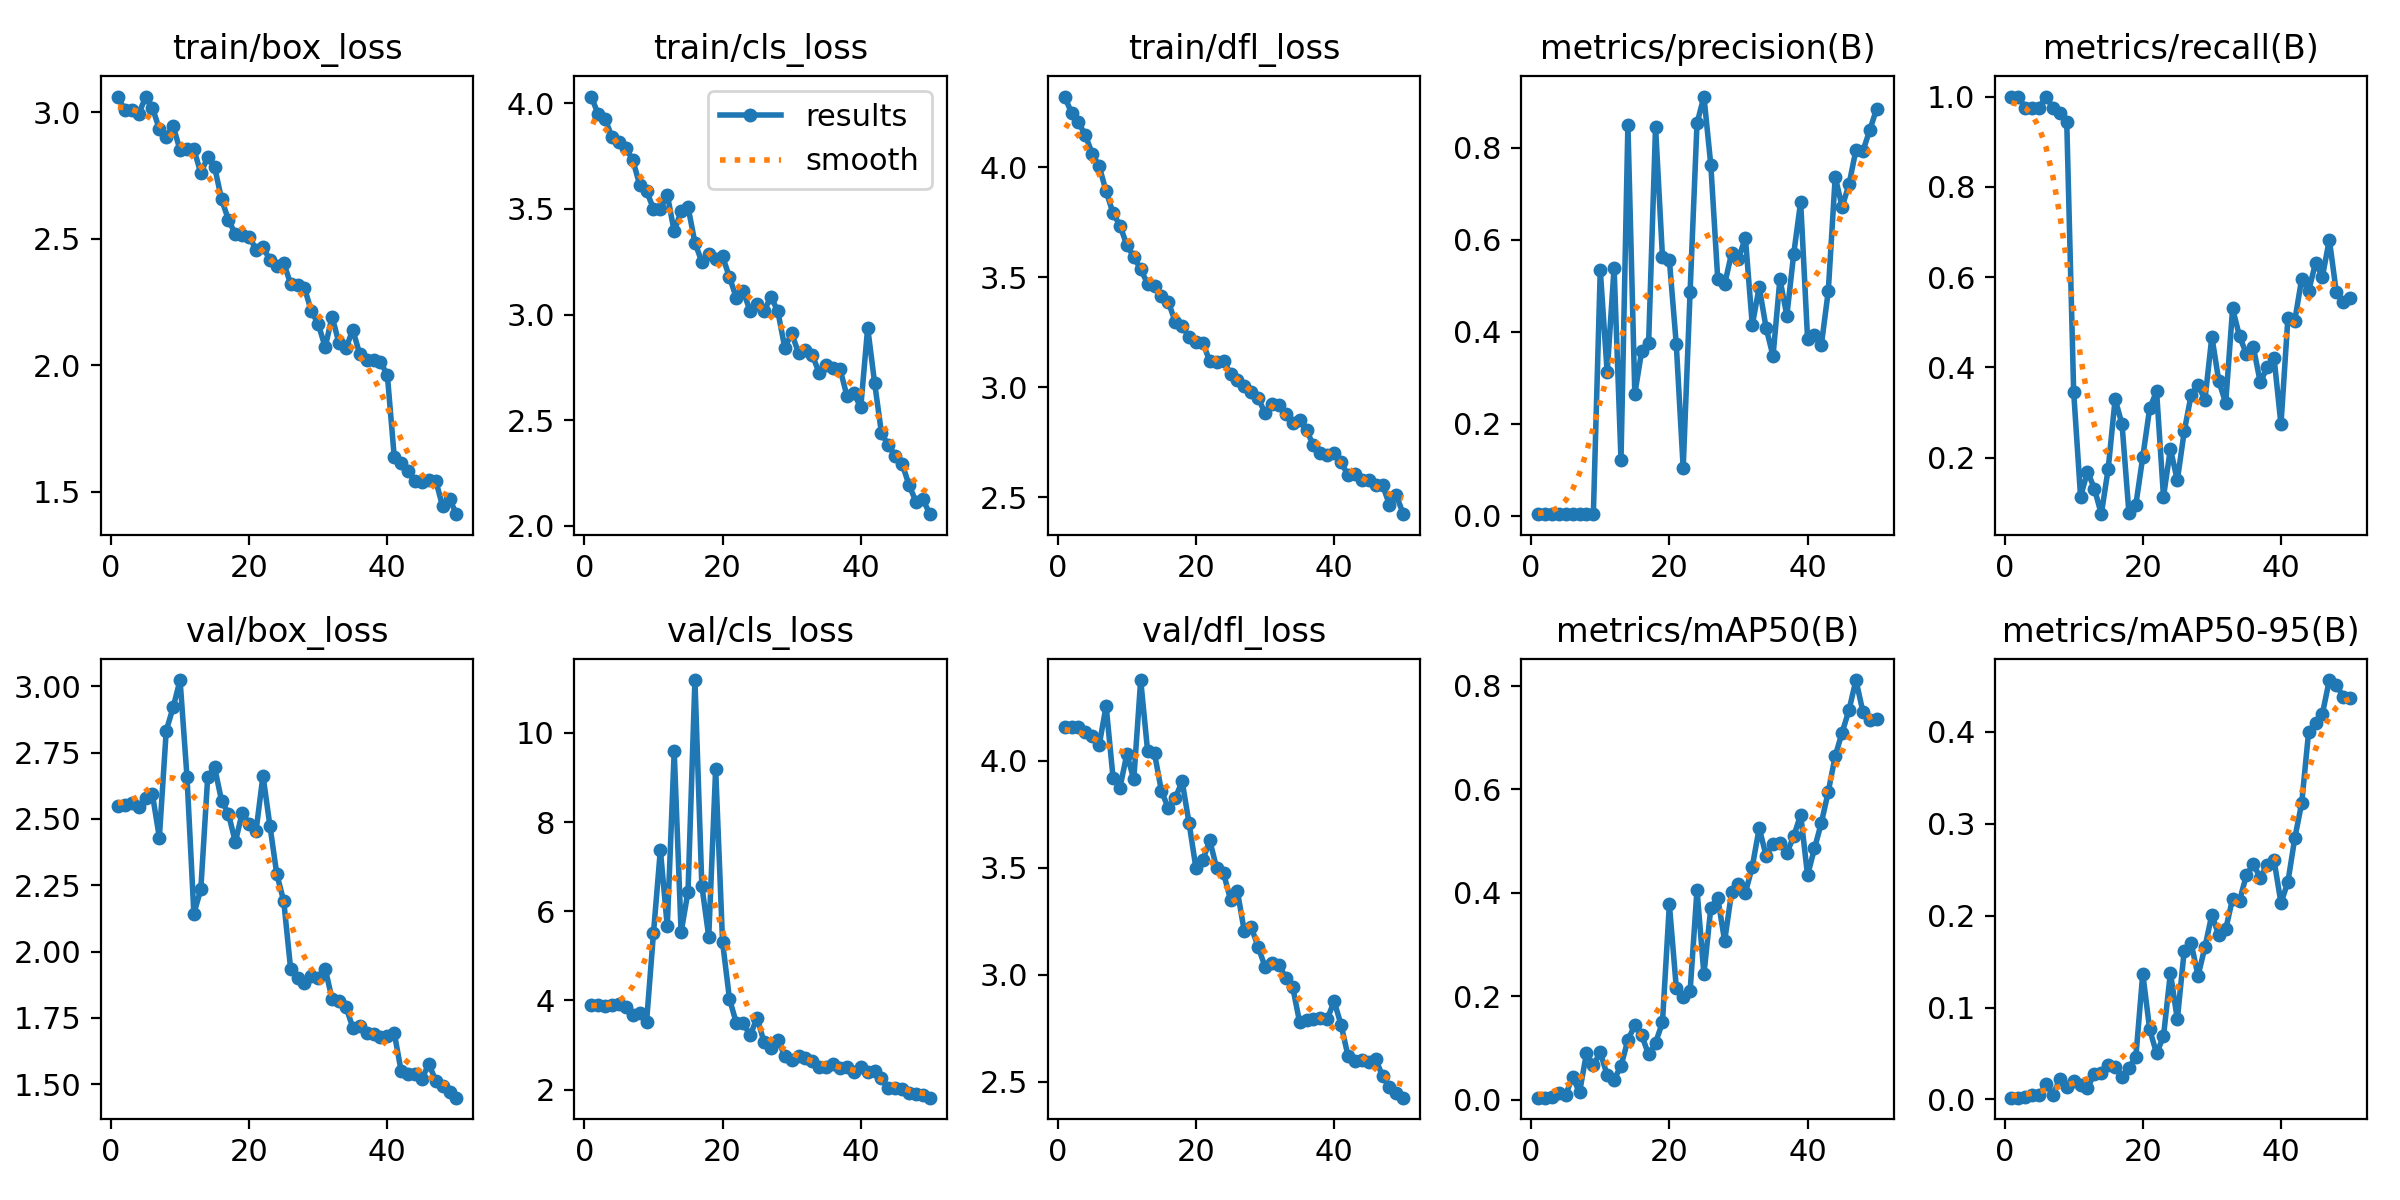 train/box_loss
3.0
2.5
2.0
1.5
0 20 40
train/cls_loss
results
smooth
4.0
3.5
3.0
2.5
2.0
0 20 40
train/dfl_loss
4.0
3.5
3.0
2.5
0 20 40
metrics/precision(B)
0.8
0.6
0.4
0.2
0.0
0 20 40
metrics/recall(B)
1.0
0.8
0.6
0.4
0.2
0 20 40
val/box_loss
3.00
2.75
2.50
2.25
2.00
1.75
1.50
0 20 40
val/cls_loss
10
8
6
4
2
0 20 40
val/dfl_loss
4.0
3.5
3.0
2.5
0 20 40
metrics/mAP50(B)
0.8
0.6
0.4
0.2
0.0
0 20 40
metrics/mAP50-95(B)
0.4
0.3
0.2
0.1
0.0
0 20 40